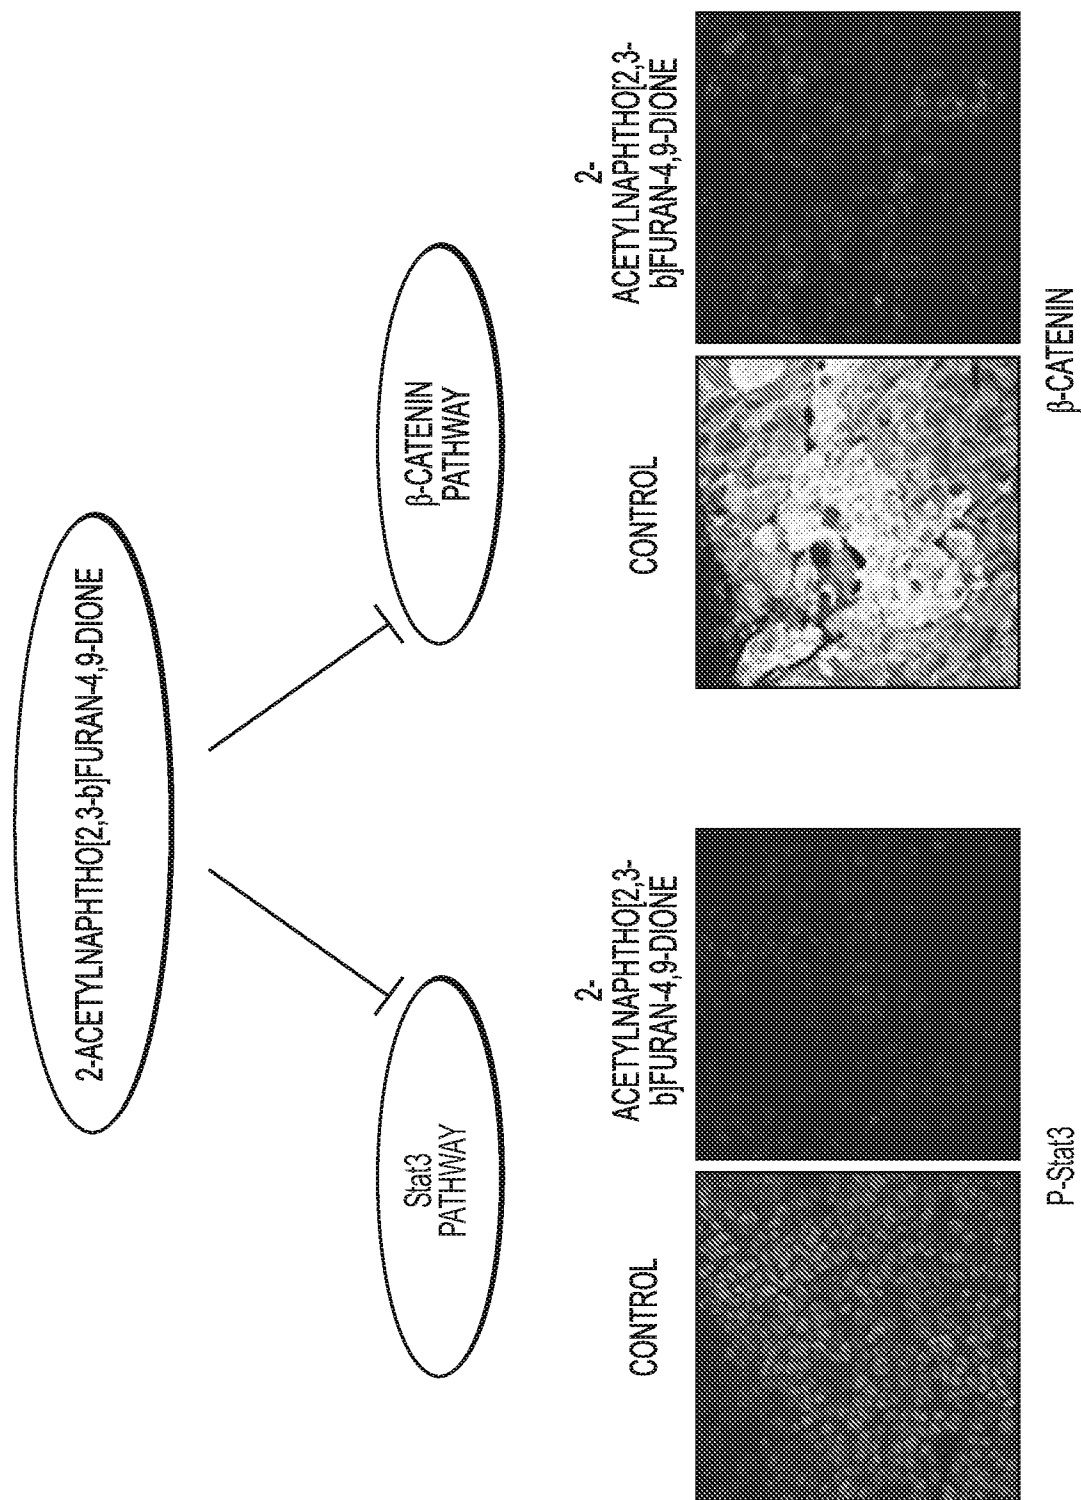 2-ACETYLNAPHTHO[2,3-b]FURAN-4,9-DIONE
Stat3
PATHWAY
β-CATENIN
PATHWAY
CONTROL
2-
ACETYLNAPHTHO[2,3-
b]FURAN-4,9-DIONE
P-Stat3
CONTROL
2-
ACETYLNAPHTHO[2,3-
b]FURAN-4,9-DIONE
β-CATENIN